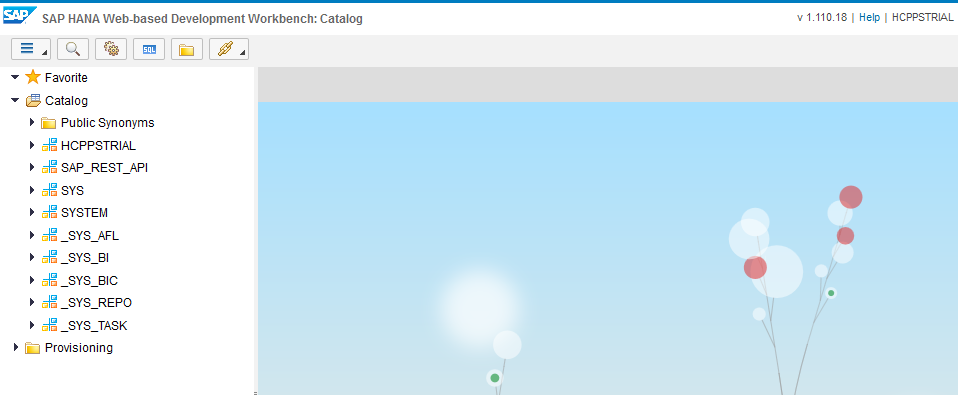 SAP SAP HANA Web-based Development Workbench: Catalog v 1.110.18 | Help | HCPPSTRIAL
SQL
Favorite
Catalog
Public Synonyms
HCPPSTRIAL
SAP_REST_API
SYS
SYSTEM
_SYS_AFL
_SYS_BI
_SYS_BIC
_SYS_REPO
_SYS_TASK
Provisioning